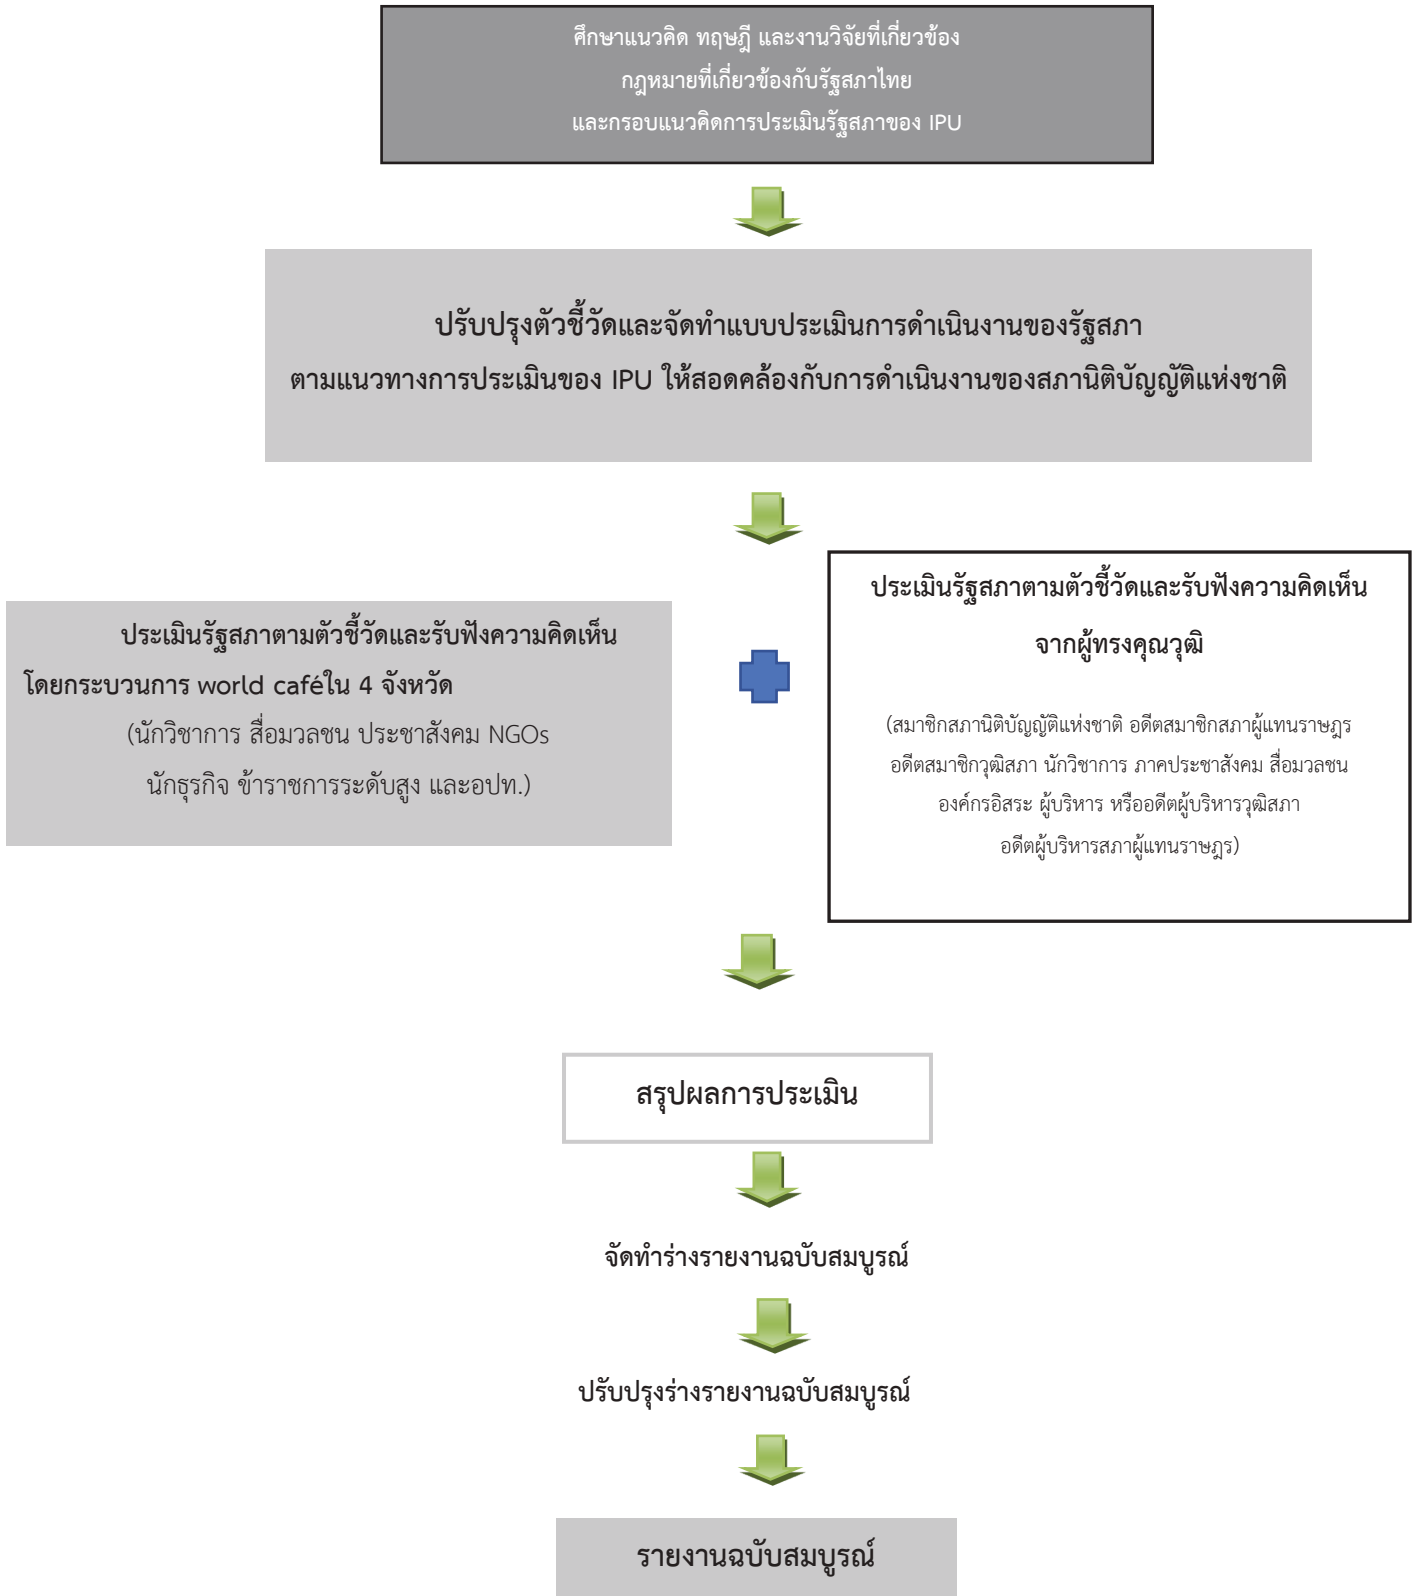 ศึกษาแนวคิด ทฤษฎี และงานวิจัยที่เกี่ยวข้อง
กฎหมายที่เกี่ยวข้องกับรัฐสภาไทย
และกรอบแนวคิดการประเมินรัฐสภาของ IPU
ปรับปรุงตัวชี้วัดและจัดทำแบบประเมินการดำเนินงานของรัฐสภา
ตามแนวทางการประเมินของ IPU ให้สอดคล้องกับการดำเนินงานของสภานิติบัญญัติแห่งชาติ
ประเมินรัฐสภาตามตัวชี้วัดและรับฟังความคิดเห็น
โดยกระบวนการ world caféใน 4 จังหวัด
(นักวิชาการ สื่อมวลชน ประชาสังคม NGOs
นักธุรกิจ ข้าราชการระดับสูง และอปท.)
ประเมินรัฐสภาตามตัวชี้วัดและรับฟังความคิดเห็น
จากผู้ทรงคุณวุฒิ
(สมาชิกสภานิติบัญญัติแห่งชาติ อดีตสมาชิกสภาผู้แทนราษฎร
อดีตสมาชิกวุฒิสภา นักวิชาการ ภาคประชาสังคม สื่อมวลชน
องค์กรอิสระ ผู้บริหาร หรืออดีตผู้บริหารวุฒิสภา
อดีตผู้บริหารสภาผู้แทนราษฎร)
สรุปผลการประเมิน
จัดทำร่างรายงานฉบับสมบูรณ์
ปรับปรุงร่างรายงานฉบับสมบูรณ์
รายงานฉบับสมบูรณ์